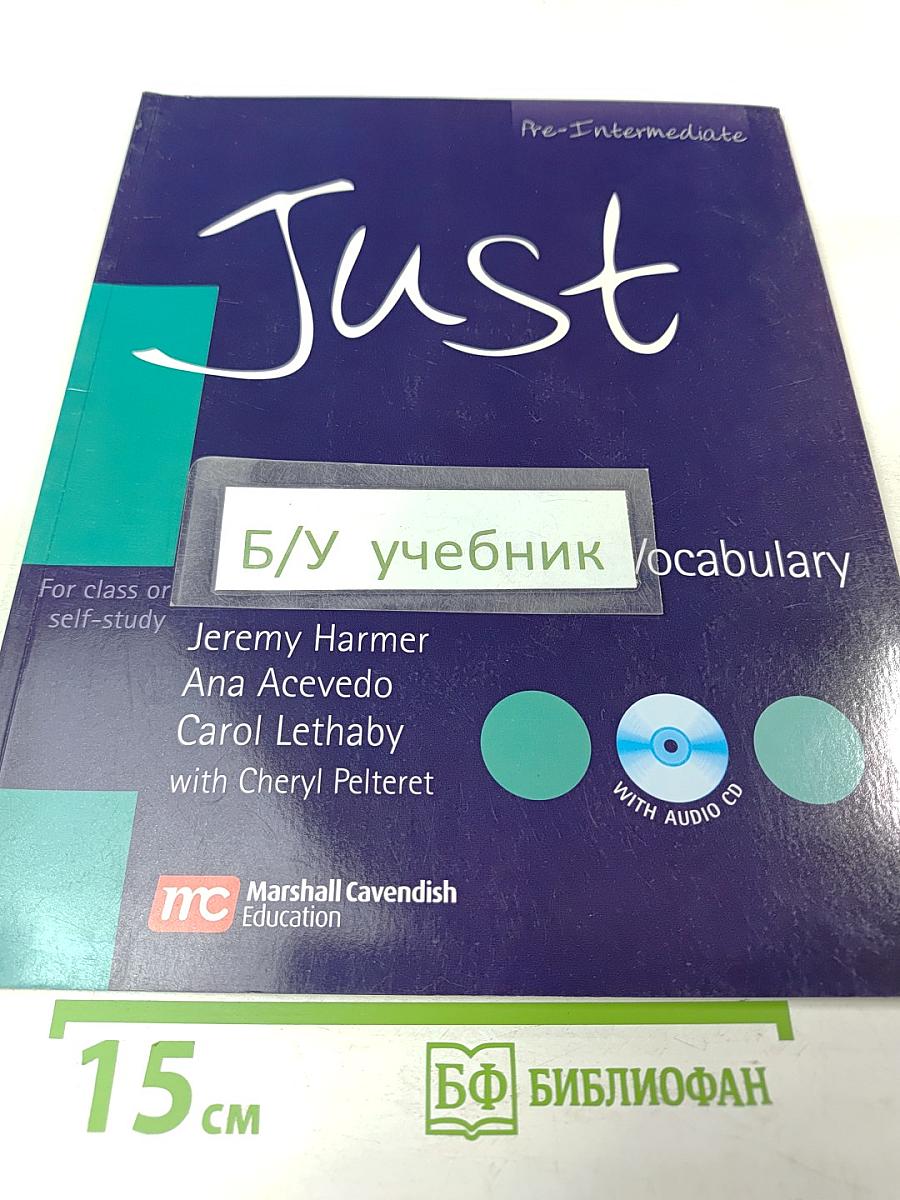 Pre-Intermediate
Just
Б/У учебник
Vocabulary
For class or
self-study
Jeremy Harmer
Ana Acevedo
Carol Lethaby
with Cheryl Pelteret
WITH AUDIO CD
mc Marshall Cavendish
Education
15 см
БФ БИБЛИОФАН